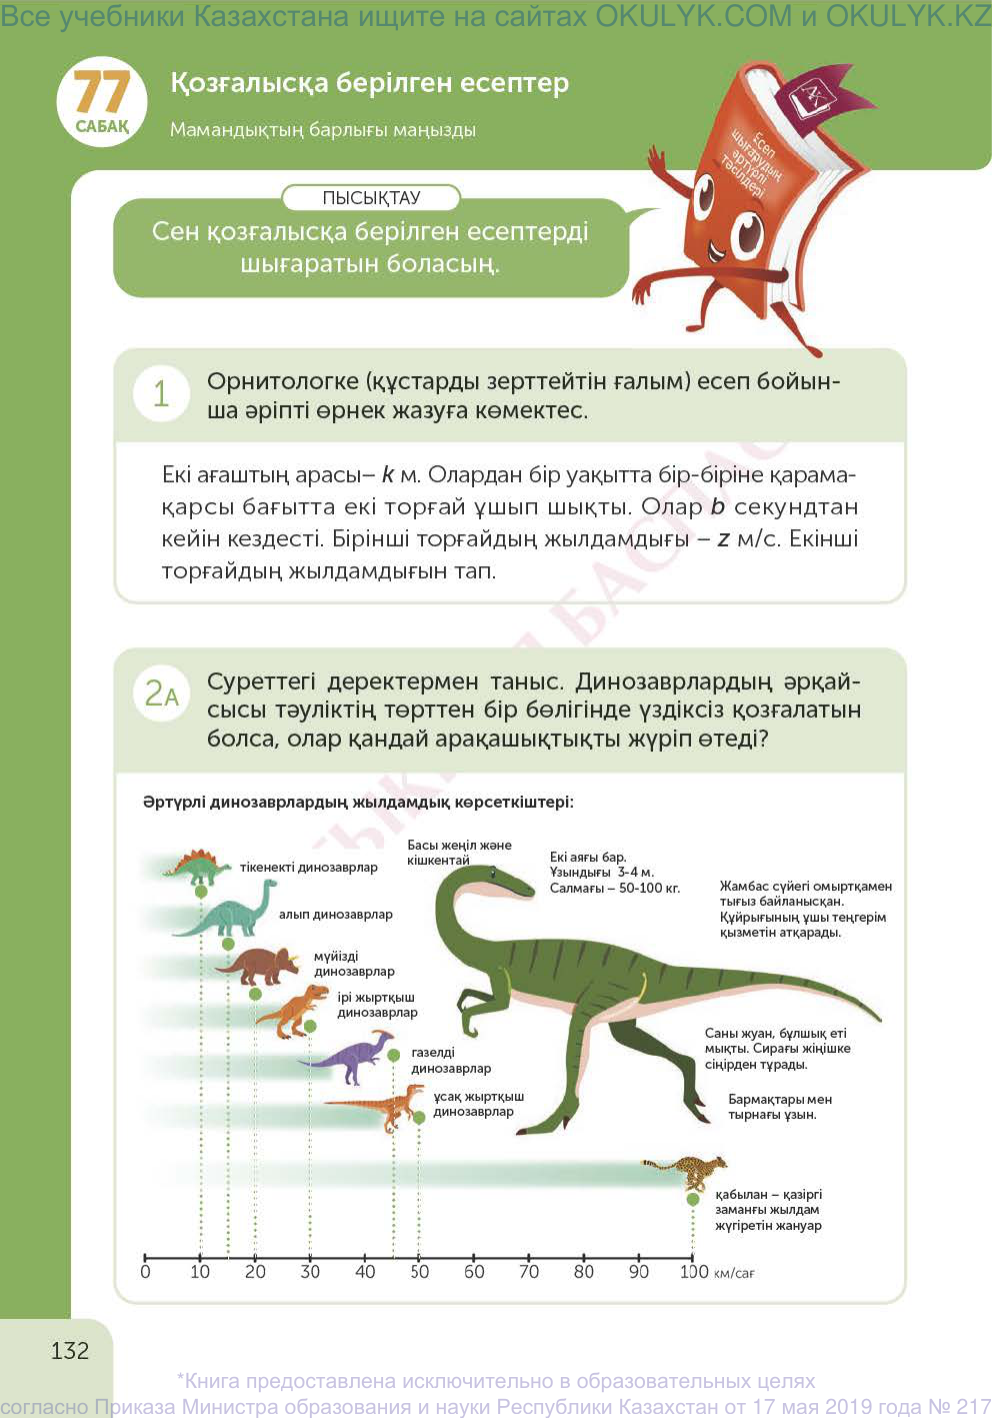 Все учебники Казахстана ищите на сайтах OKULYK.COM и OKULYK.KZ
77
САБАҚ
Қозғалысқа берілген есептер
Мамандықтың барлығы маңызды
Есеп
шығарудың
әртүрлі
тәсілдері
ПЫСЫҚТАУ
Сен қозғалысқа берілген есептерді
шығаратын боласың.
1
Орнитологке (құстарды зерттейтін ғалым) есеп бойын-
ша әріпті өрнек жазуға көмектес.
Екі ағаштың арасы– k м. Олардан бір уақытта бір-біріне қарама-
қарсы бағытта екі торғай ұшып шықты. Олар b секундтан
кейін кездесті. Бірінші торғайдың жылдамдығы – z м/с. Екінші
торғайдың жылдамдығын тап.
2А
Суреттегі деректермен таныс. Динозаврлардың әрқай-
сысы тәуліктің төрттен бір бөлігінде үздіксіз қозғалатын
болса, олар қандай арақашықтықты жүріп өтеді?
Әртүрлі динозаврлардың жылдамдық көрсеткіштері:
тікенекті динозаврлар
алып динозаврлар
мүйізді
динозаврлар
ірі жыртқыш
динозаврлар
газелді
динозаврлар
ұсақ жыртқыш
динозаврлар
Басы жеңіл және
кішкентай
Екі аяғы бар.
Ұзындығы 3-4 м.
Салмағы – 50-100 кг.
Жамбас сүйегі омыртқамен
тығыз байланысқан.
Құйрығының ұшы теңгерім
қызметін атқарады.
Саны жуан, бұлшық еті
мықты. Сирағы жіңішке
сіңірден тұрады.
Бармақтары мен
тырнағы ұзын.
қабылан – қазіргі
заманғы жылдам
жүгіретін жануар
0 10 20 30 40 50 60 70 80 90 100 км/сағ
132
*Книга предоставлена исключительно в образовательных целях
согласно Приказа Министра образования и науки Республики Казахстан от 17 мая 2019 года № 217